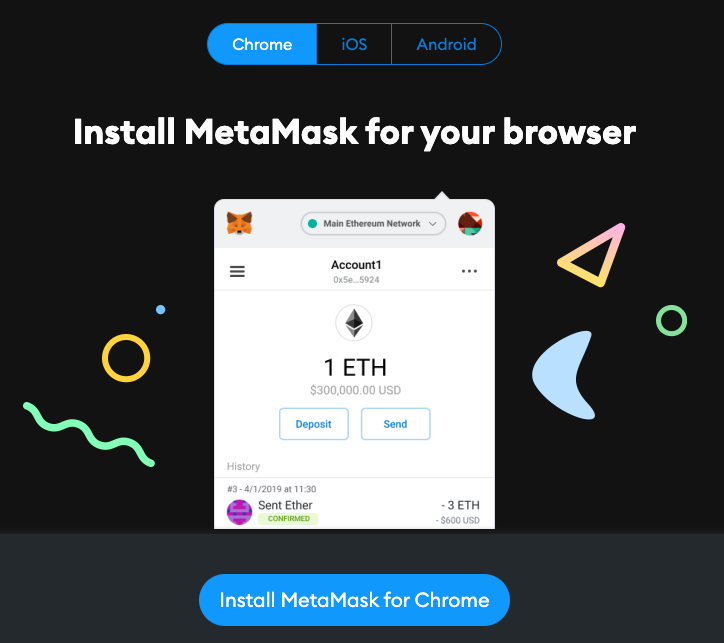 Chrome
iOS
Android
Install MetaMask for your browser
Main Ethereum Network
Account1
0x5e...5924
1 ETH
$300,000.00 USD
Deposit
Send
History
#3 - 4/1/2019 at 11:30
Sent Ether
- 3 ETH
CONFIRMED
- $600 USD
Install MetaMask for Chrome